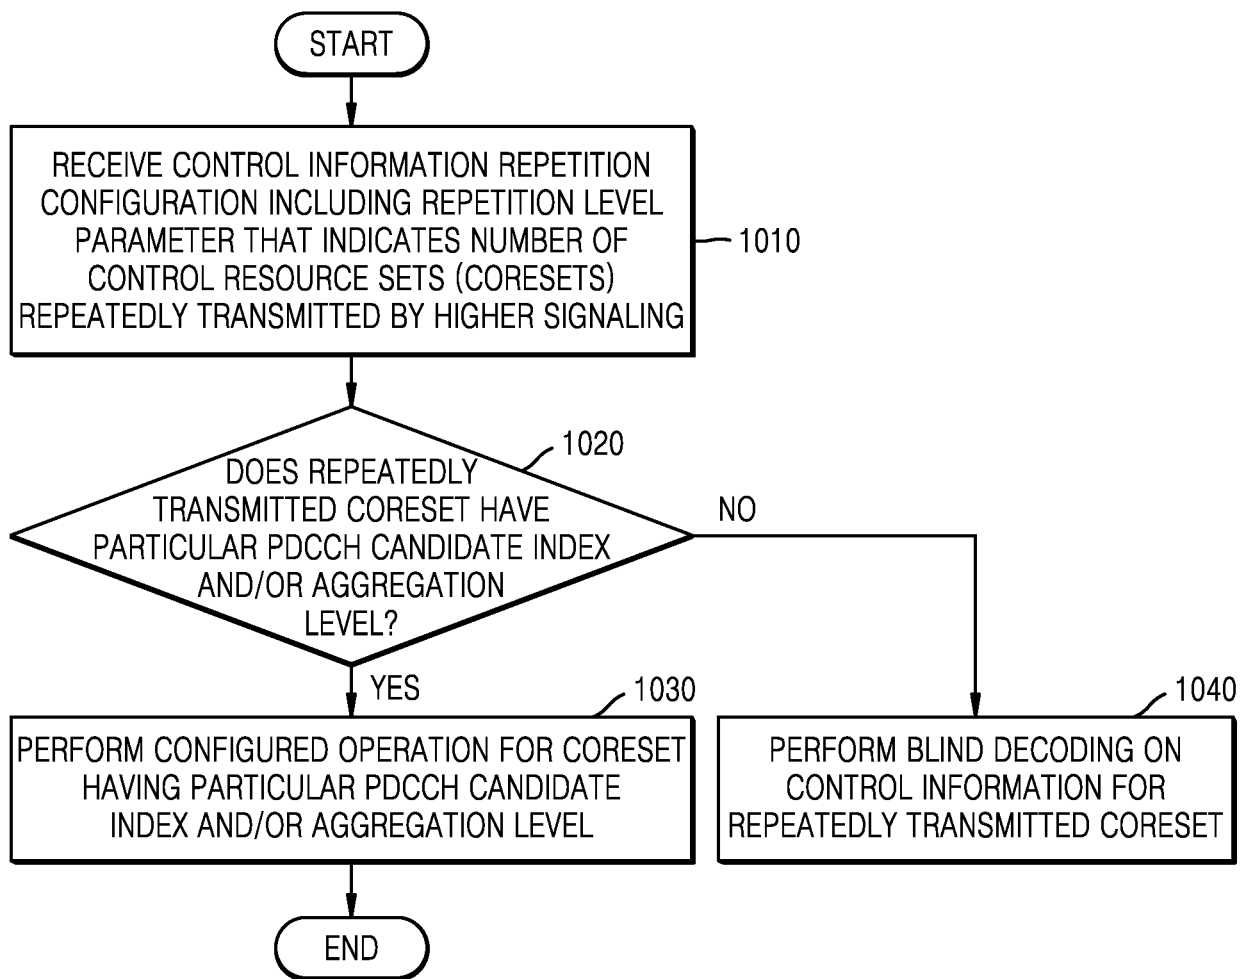 START
RECEIVE CONTROL INFORMATION REPETITION
CONFIGURATION INCLUDING REPETITION LEVEL
PARAMETER THAT INDICATES NUMBER OF
CONTROL RESOURCE SETS (CORESETS)
REPEATEDLY TRANSMITTED BY HIGHER SIGNALING
1010
1020
DOES REPEATEDLY
TRANSMITTED CORESET HAVE
PARTICULAR PDCCH CANDIDATE INDEX
AND/OR AGGREGATION
LEVEL?
NO
YES
1030
PERFORM CONFIGURED OPERATION FOR CORESET
HAVING PARTICULAR PDCCH CANDIDATE
INDEX AND/OR AGGREGATION LEVEL
1040
PERFORM BLIND DECODING ON
CONTROL INFORMATION FOR
REPEATEDLY TRANSMITTED CORESET
END